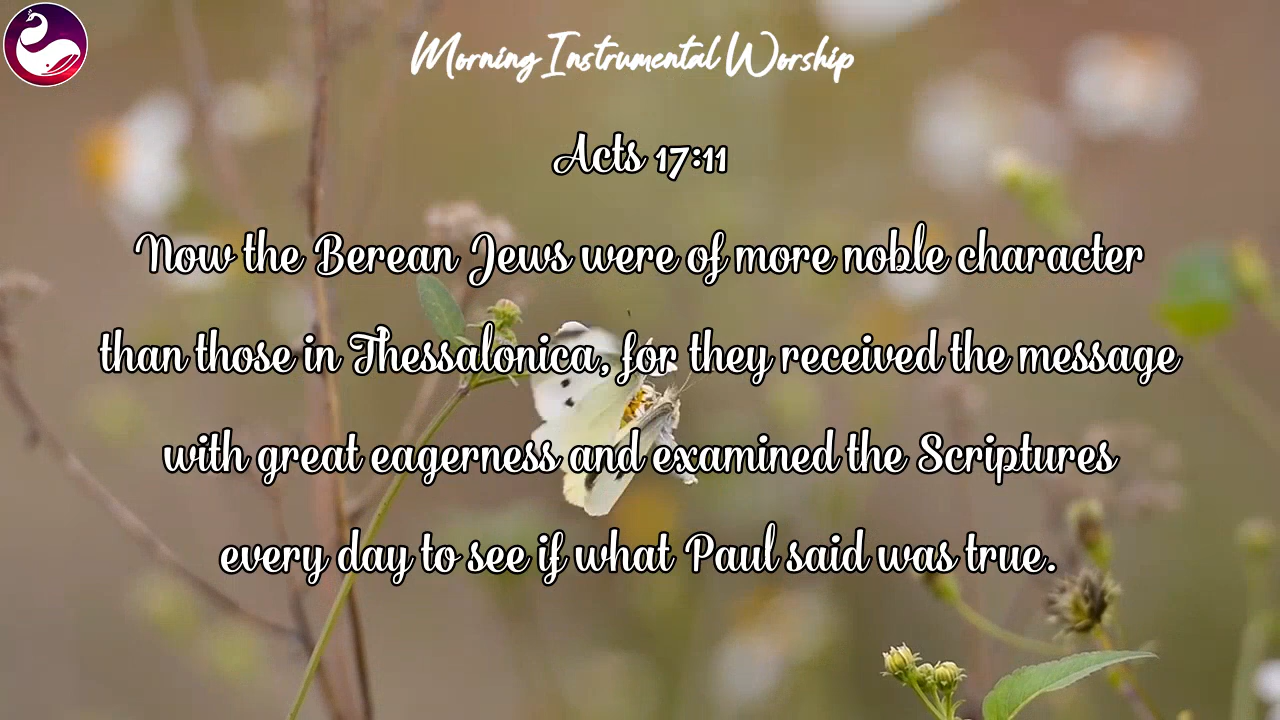 Morning Instrumental Worship
Acts 17:11
Now the Berean Jews were of more noble character
than those in Thessalonica, for they received the message
with great eagerness and examined the Scriptures
every day to see if what Paul said was true.